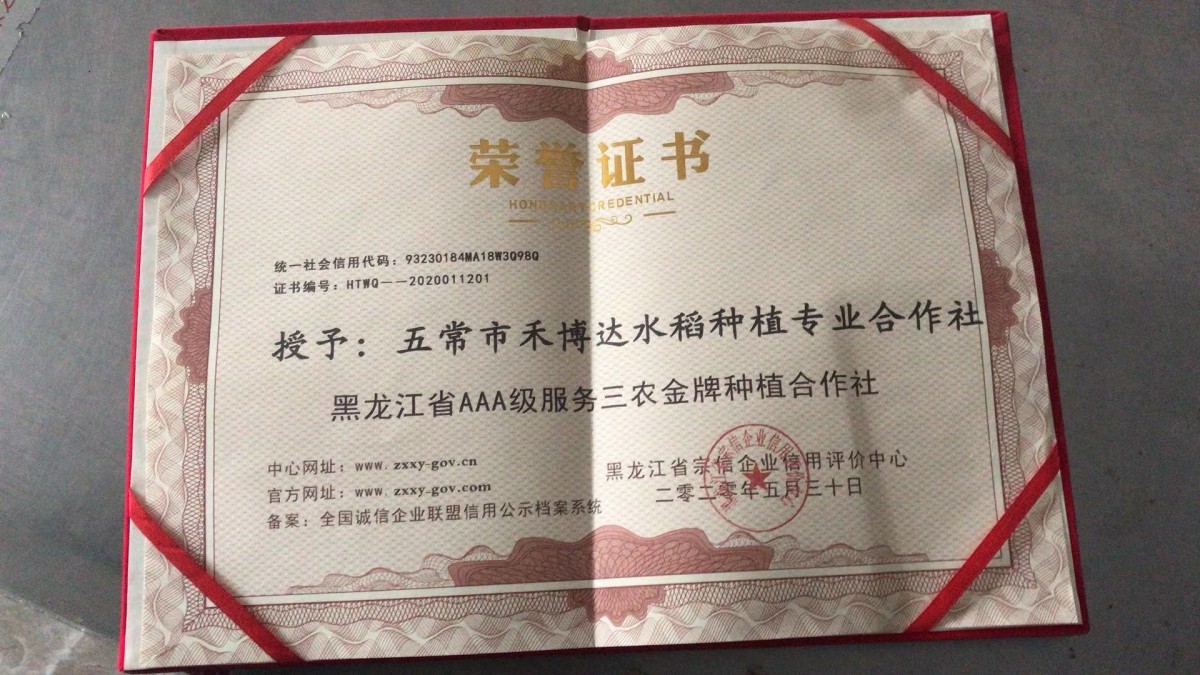 荣誉证书
HONORARY CREDENTIAL
统一社会信用代码：93230184MA18W3Q98Q
证书编号：HTWQ——2020011201
授予：五常市禾博达水稻种植专业合作社
黑龙江省AAA级服务三农金牌种植合作社
中心网址：www.zxxy-gov.cn
官方网址：www.zxxy-gov.com
备案：全国诚信企业联盟信用公示档案系统
黑龙江省宗信企业信用评价中心
二零二零年五月三十日